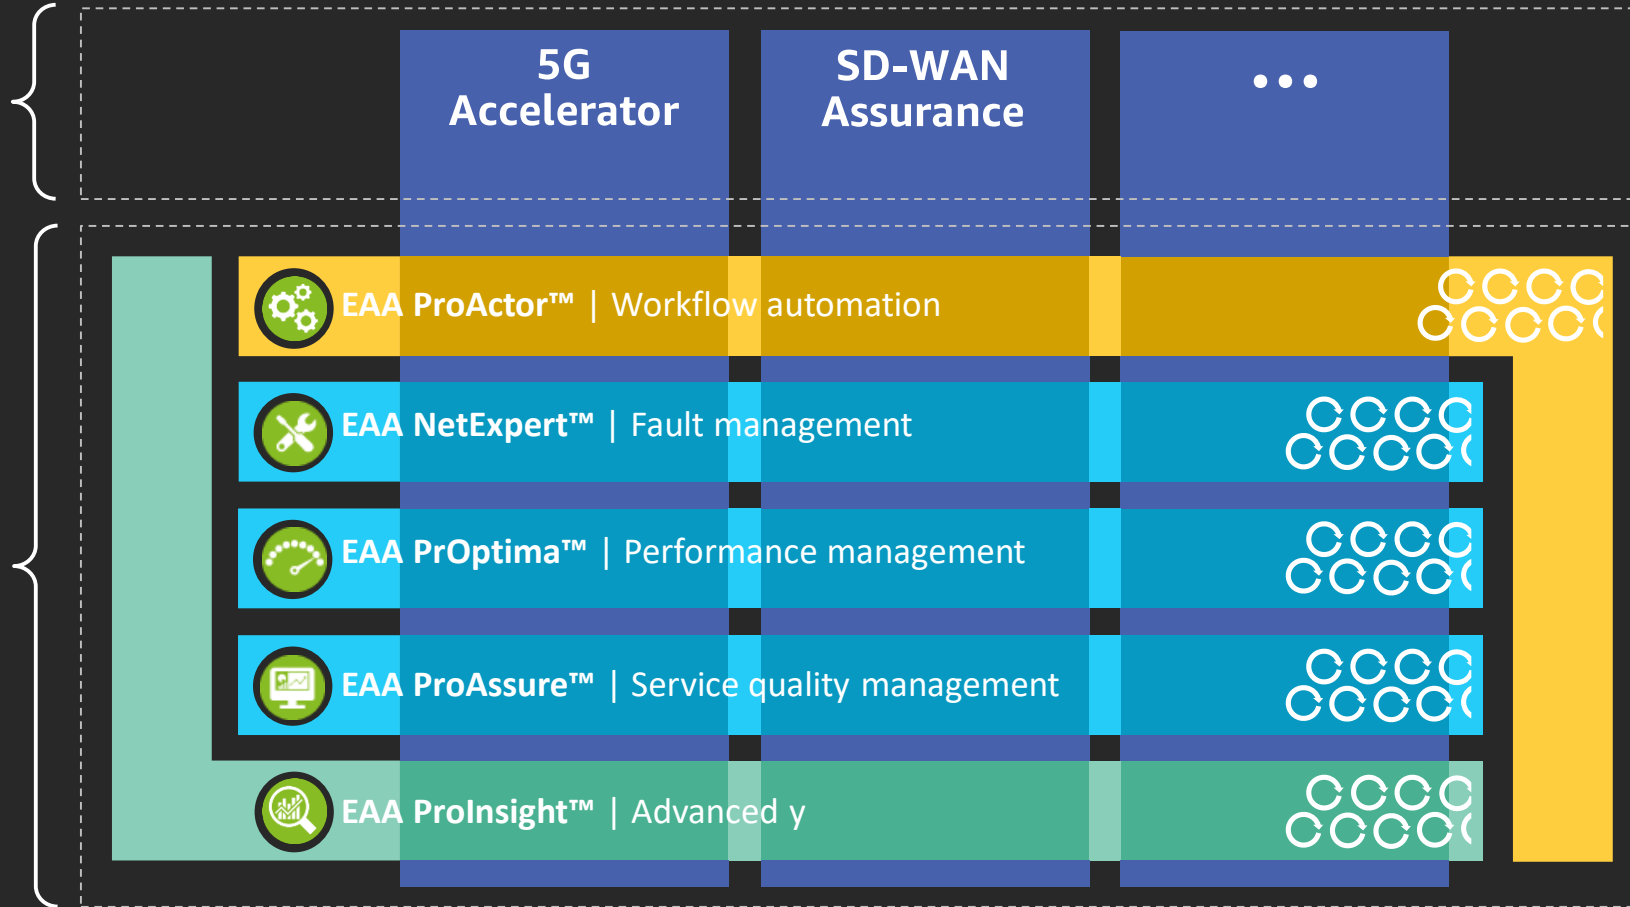 5G
Accelerator
SD-WAN
Assurance
...
EAA ProActor™ | Workflow automation
EAA NetExpert™ | Fault management
EAA PrOptima™ | Performance management
EAA ProAssure™ | Service quality management
EAA ProInsight™ | Advanced y